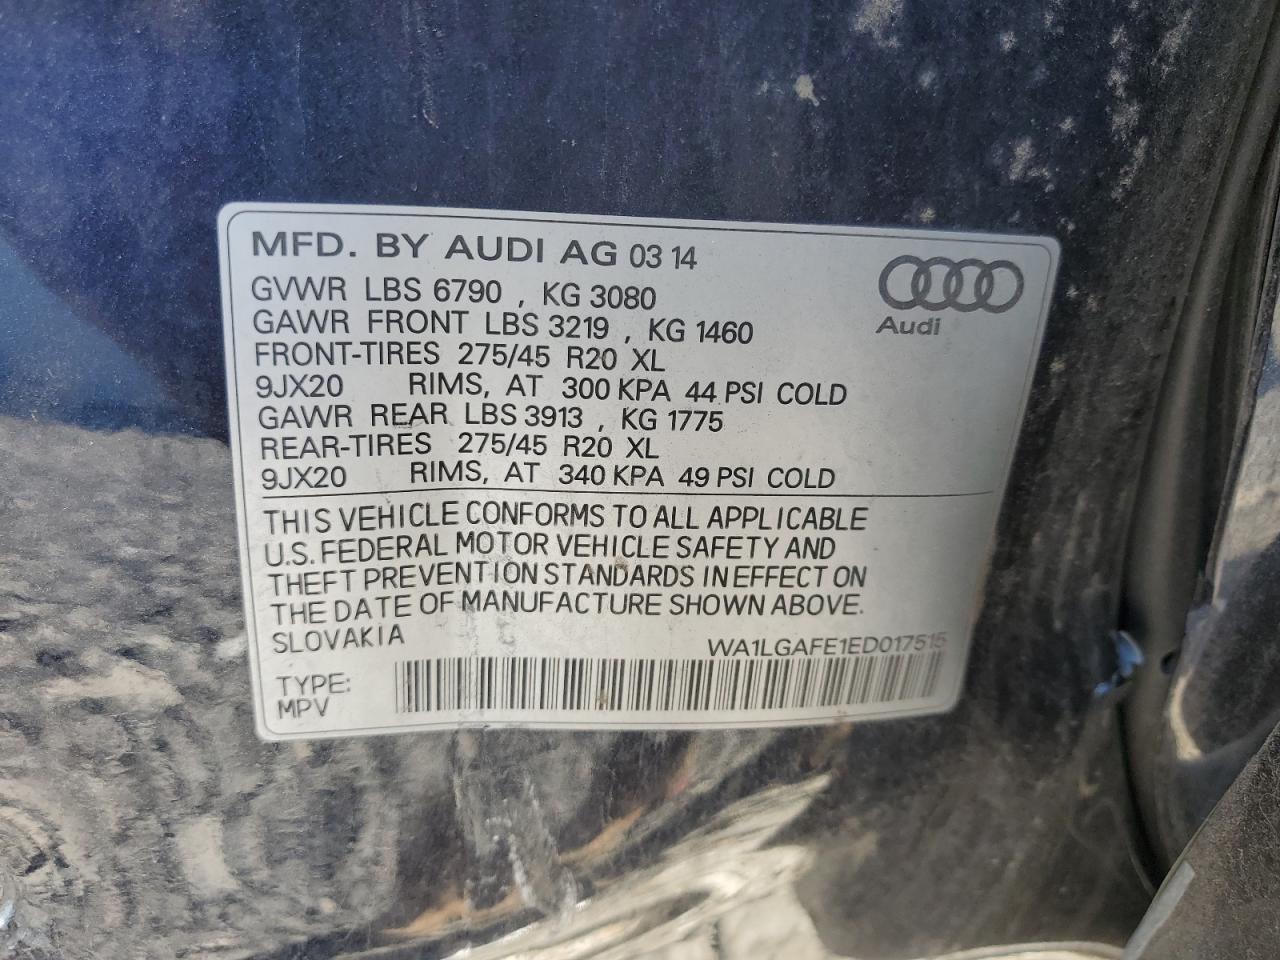 MFD. BY AUDI AG 03 14
GVWR LBS 6790 , KG 3080
GAWR FRONT LBS 3219 , KG 1460
FRONT-TIRES 275/45 R20 XL
9JX20 RIMS, AT 300 KPA 44 PSI COLD
GAWR REAR LBS 3913 , KG 1775
REAR-TIRES 275/45 R20 XL
9JX20 RIMS, AT 340 KPA 49 PSI COLD
Audi
THIS VEHICLE CONFORMS TO ALL APPLICABLE
U.S. FEDERAL MOTOR VEHICLE SAFETY AND
THEFT PREVENTION STANDARDS IN EFFECT ON
THE DATE OF MANUFACTURE SHOWN ABOVE.
SLOVAKIA
WA1LGAFE1ED017515
TYPE:
MPV